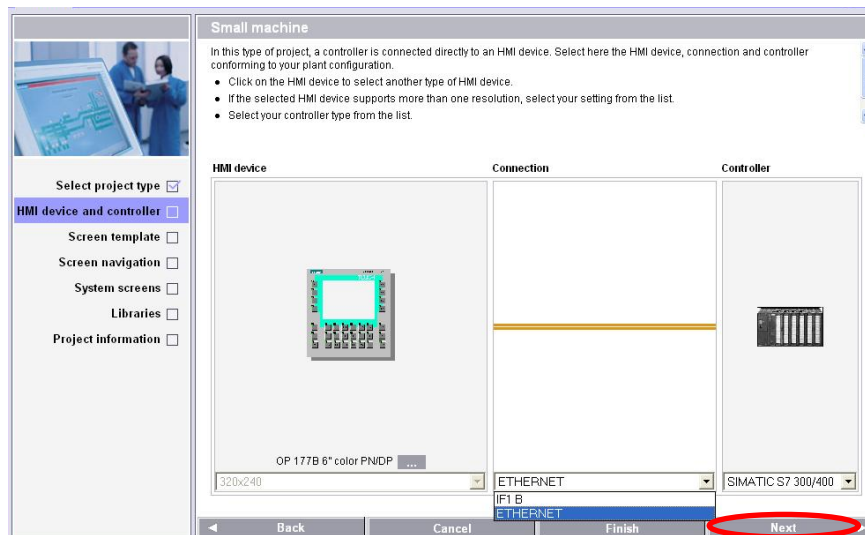 Small machine
In this type of project, a controller is connected directly to an HMI device. Select here the HMI device, connection and controller
conforming to your plant configuration.
• Click on the HMI device to select another type of HMI device.
• If the selected HMI device supports more than one resolution, select your setting from the list.
• Select your controller type from the list.
Select project type
HMI device and controller
Screen template
Screen navigation
System screens
Libraries
Project information
HMI device
Connection
Controller
OP 177B 6" color PN/DP ...
320x240
ETHERNET
SIMATIC S7 300/400
IF1 B
ETHERNET
Back
Cancel
Finish
Next